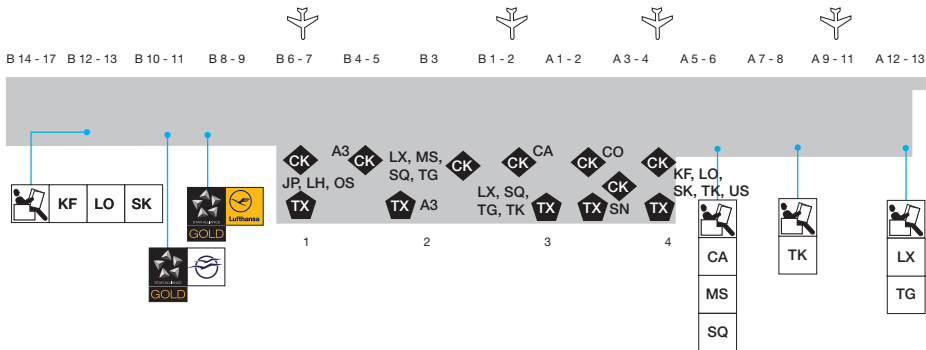 B 14 - 17 B 12 - 13 B 10 - 11 B 8 - 9 B 6 - 7 B 4 - 5 B 3 B 1 - 2 A 1 - 2 A 3 - 4 A 5 - 6 A 7 - 8 A 9 - 11 A 12 - 13
CK A3 CK LX, MS, SQ, TG CK CK CA CK CO CK
JP, LH, OS
KF, LO, SK, TK, US
CK
TX TX A3 LX, SQ, TG, TK TX TX SN TX
1 2 3 4
KF LO SK
STAR ALLIANCE
GOLD
Lufthansa
STAR ALLIANCE
GOLD
CA
MS
SQ
TK
LX
TG